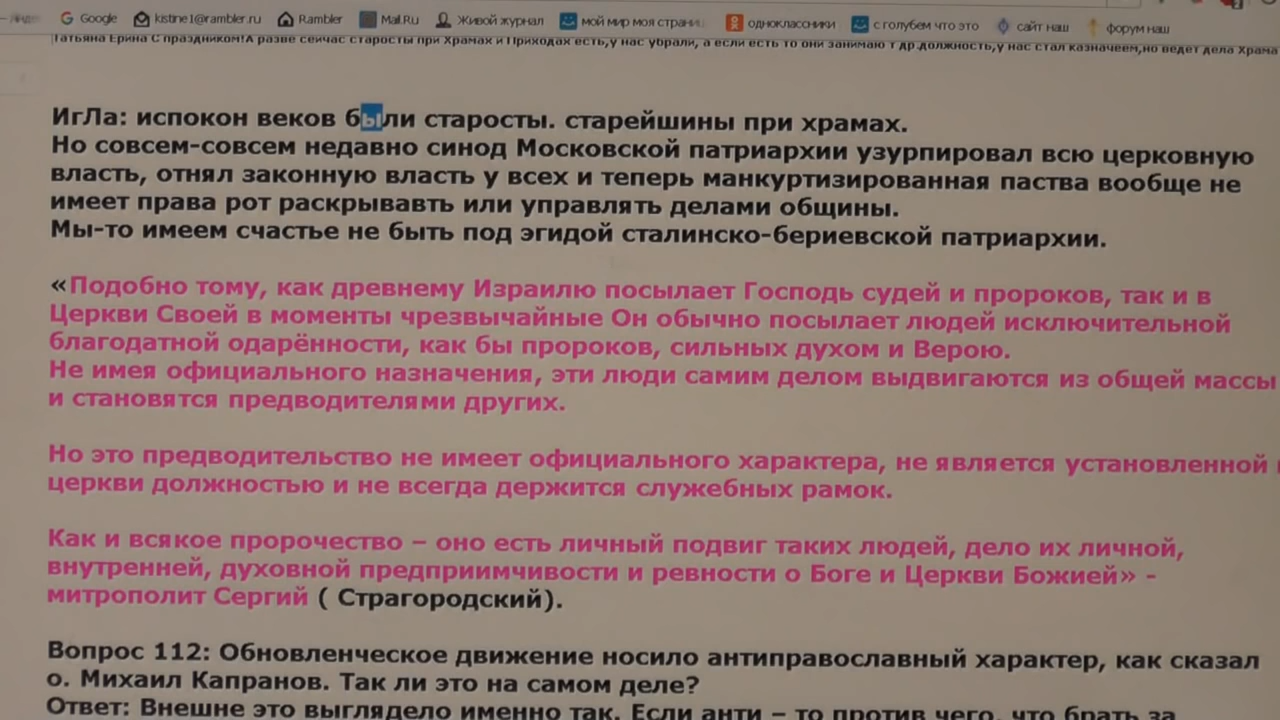 Google kistine1@rambler.ru Rambler Mail.Ru Живой журнал мой мир моя страни одноклассники с голубем что это сайт наш форум наш
Татьяна Ерина С праздником!А разве сейчас старосты при Храмах и Приходах есть,у нас убрали, а если есть то они занимаю т др.должность,у нас стал казначеем,но ведет дела Храма
ИгЛа: испокон веков были старосты. старейшины при храмах.
Но совсем-совсем недавно синод Московской патриархии узурпировал всю церковную
власть, отнял законную власть у всех и теперь манкуртизированная паства вообще не
имеет права рот раскрывавть или управлять делами общины.
Мы-то имеем счастье не быть под эгидой сталинско-бериевской патриархии.
«Подобно тому, как древнему Израилю посылает Господь судей и пророков, так и в
Церкви Своей в моменты чрезвычайные Он обычно посылает людей исключительной
благодатной одарённости, как бы пророков, сильных духом и Верою.
Не имея официального назначения, эти люди самим делом выдвигаются из общей массы
и становятся предводителями других.
Но это предводительство не имеет официального характера, не является установленной
церкви должностью и не всегда держится служебных рамок.
Как и всякое пророчество – оно есть личный подвиг таких людей, дело их личной,
внутренней, духовной предприимчивости и ревности о Боге и Церкви Божией» -
митрополит Сергий ( Страгородский).
Вопрос 112: Обновленческое движение носило антиправославный характер, как сказал
о. Михаил Капранов. Так ли это на самом деле?
Ответ: Внешне это выглядело именно так. Если анти – то против чего, что брать за